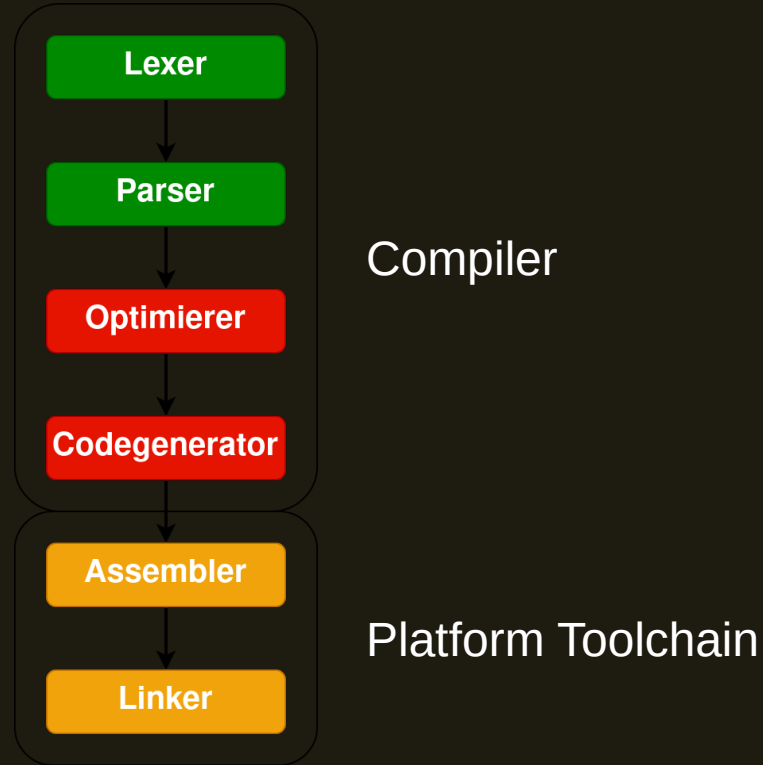 Lexer
Parser
Compiler
Optimierer
Codegenerator
Assembler
Platform Toolchain
Linker